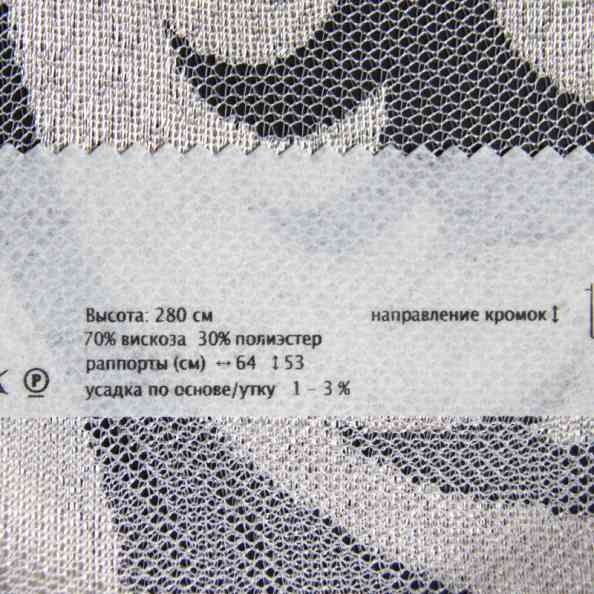 Высота: 280 см
направление кромок ↕
70% вискоза 30% полиэстер
раппорты (см) ↔ 64 ↕ 53
P
усадка по основе/утку 1 – 3 %